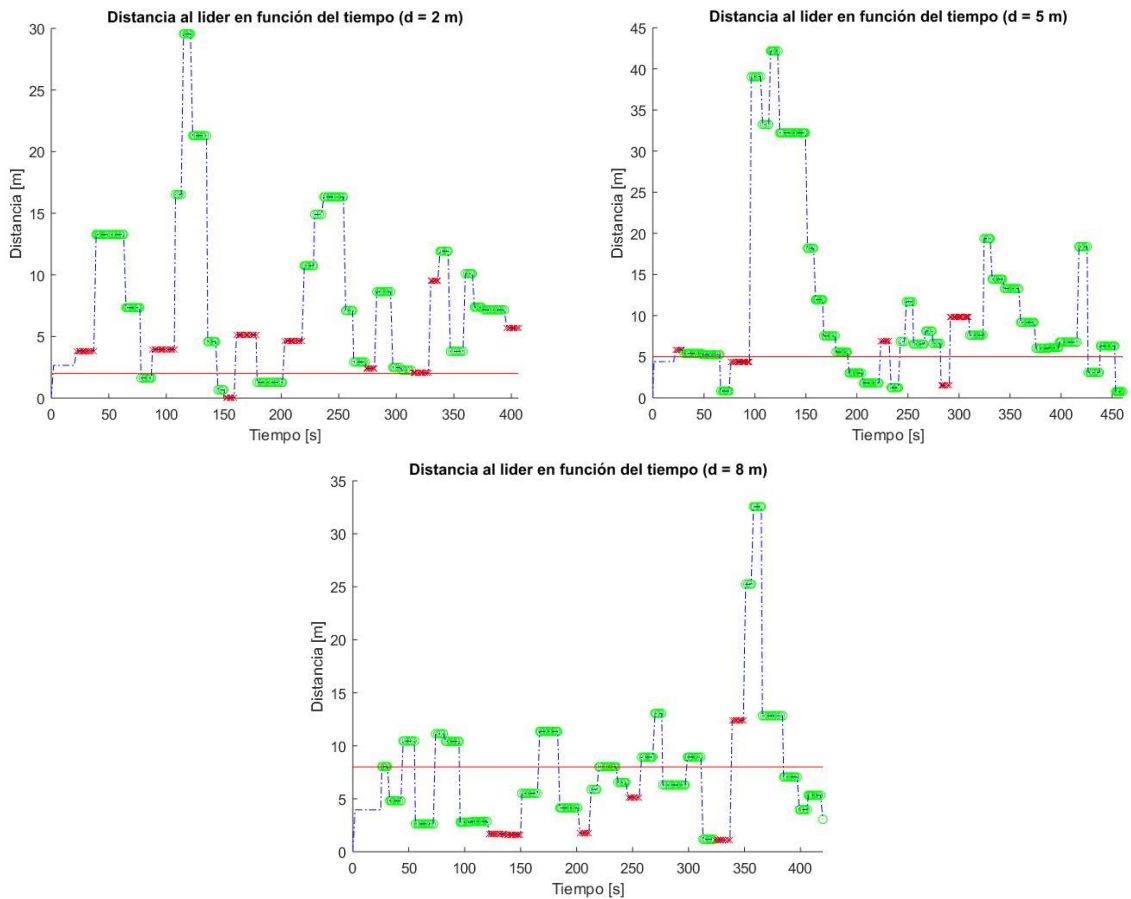 Distancia al lider en función del tiempo (d = 2 m)
30
25
20
15
10
5
0
Distancia [m]
0 50 100 150 200 250 300 350 400
Tiempo [s]
Distancia al lider en función del tiempo (d = 5 m)
45
40
35
30
25
20
15
10
5
0
Distancia [m]
0 50 100 150 200 250 300 350 400 450
Tiempo [s]
Distancia al lider en función del tiempo (d = 8 m)
35
30
25
20
15
10
5
0
Distancia [m]
0 50 100 150 200 250 300 350 400
Tiempo [s]